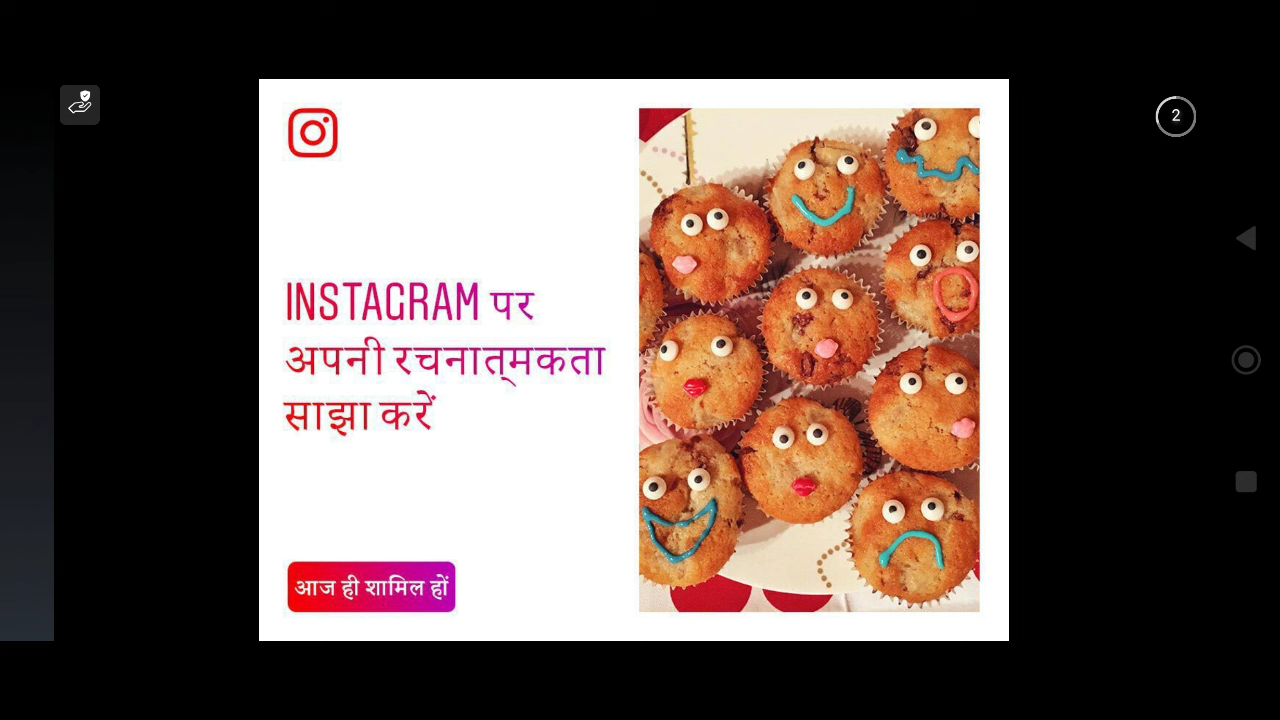 2
INSTAGRAM पर
अपनी रचनात्मकता
साझा करें
आज ही शामिल हों